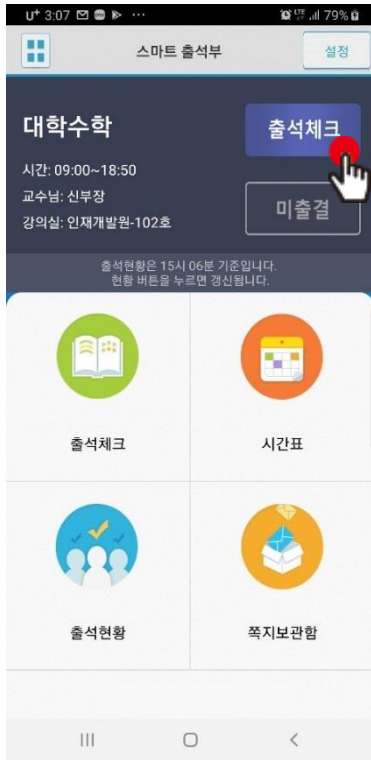 U+ 3:07 ... LTE 79%
스마트 출석부
설정
대학수학
출석체크
시간: 09:00~18:50
교수님: 신부장
강의실: 인재개발원-102호
미출결
출석현황은 15시 06분 기준입니다.
현황 버튼을 누르면 갱신됩니다.
출석체크
시간표
출석현황
쪽지보관함